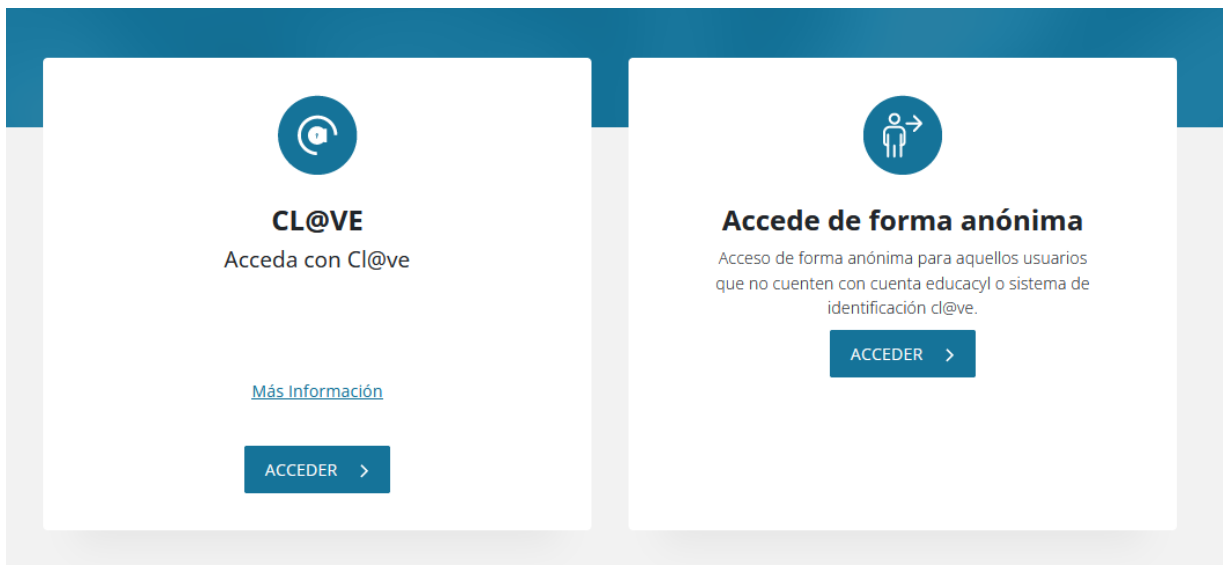 CL@VE
Acceda con Cl@ve
Más Información
ACCEDER
Accede de forma anónima
Acceso de forma anónima para aquellos usuarios
que no cuenten con cuenta educacyl o sistema de
identificación cl@ve.
ACCEDER